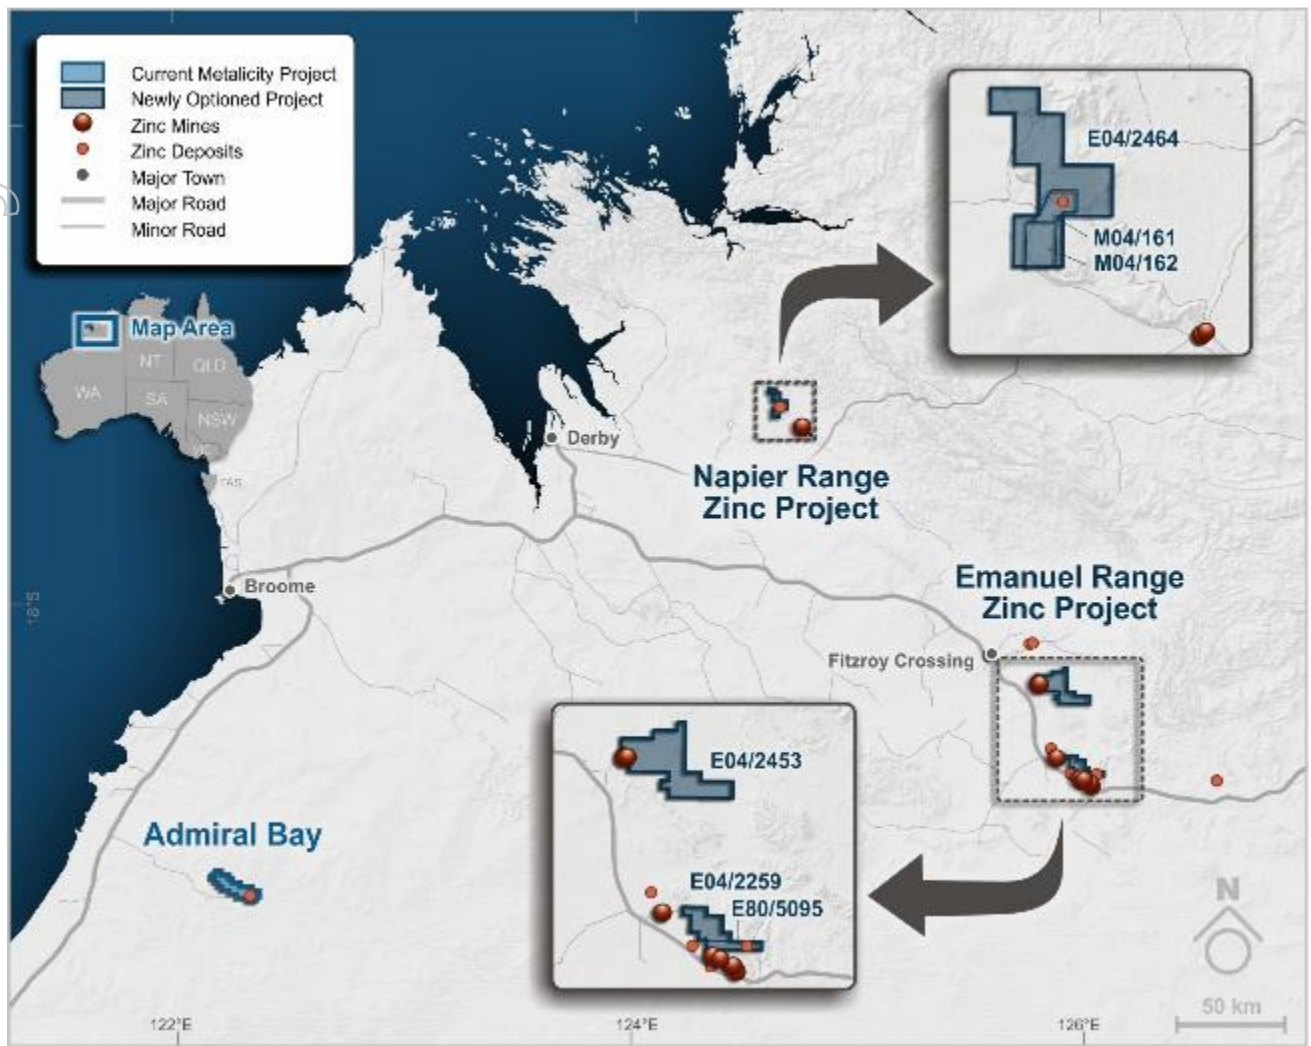 Current Metalicity Project
Newly Optioned Project
Zinc Mines
Zinc Deposits
Major Town
Major Road
Minor Road
Map Area
WA
NT
QLD
SA
NSW
TAS
E04/2464
M04/161
M04/162
Derby
Napier Range
Zinc Project
Broome
18°S
Emanuel Range
Zinc Project
Fitzroy Crossing
E04/2453
E04/2259
E80/5095
Admiral Bay
N
50 km
122°E
124°E
126°E